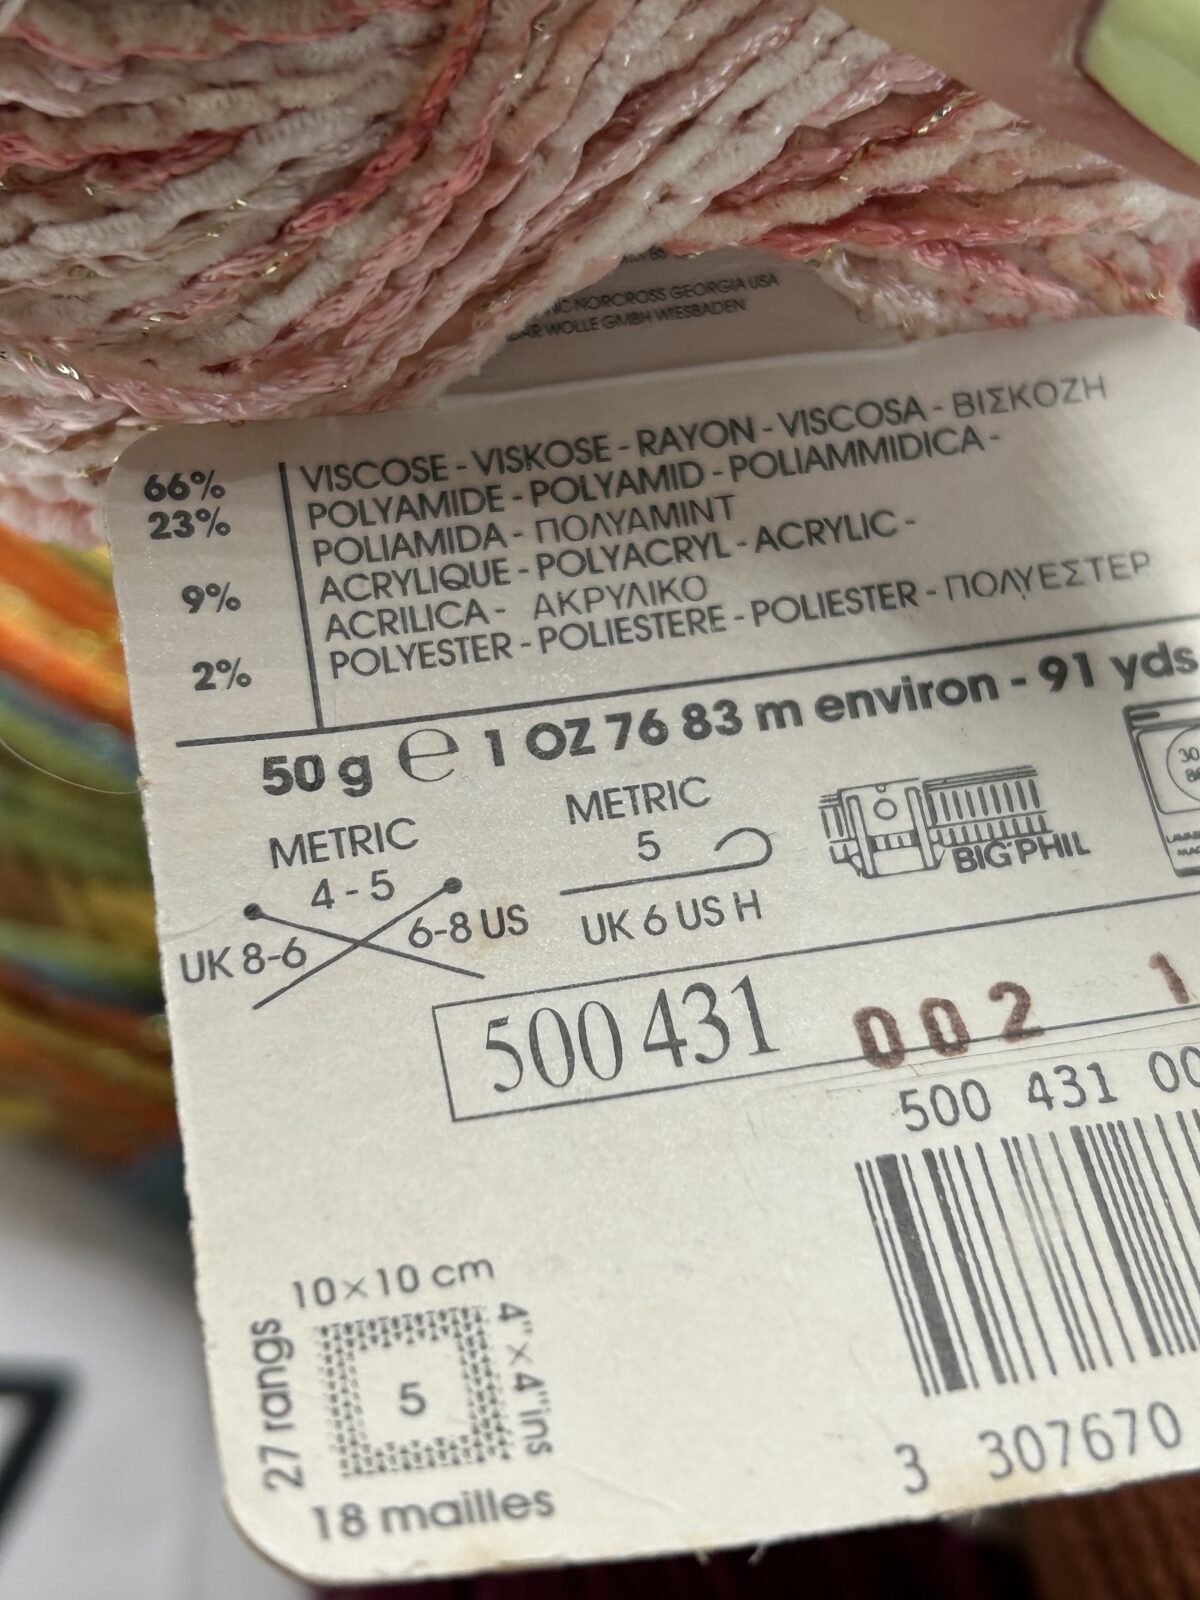 NORCROSS GEORGIA USA
WOLLE GMBH WIESBADEN
66% VISCOSE - VISKOSE - RAYON - VISCOSA - ΒΙΣΚΟΖΗ
23% POLYAMIDE - POLYAMID - POLIAMMIDICA -
POLIAMIDA - ΠΟΛΥΑΜΙΝΤ
9% ACRYLIQUE - POLYACRYL - ACRYLIC -
ACRILICA - ΑΚΡΥΛΙΚΟ
2% POLYESTER - POLIESTERE - POLIESTER - ΠΟΛΥΕΣΤΕΡ
50 g ℮ 1 OZ 76 83 m environ - 91 yds
METRIC
4 - 5
UK 8-6
6-8 US
METRIC
5
UK 6 US H
BIG PHIL
30
500 431
002 1
500 431 00
3 307670
10×10 cm
4"×4"ins
27 rangs
5
18 mailles